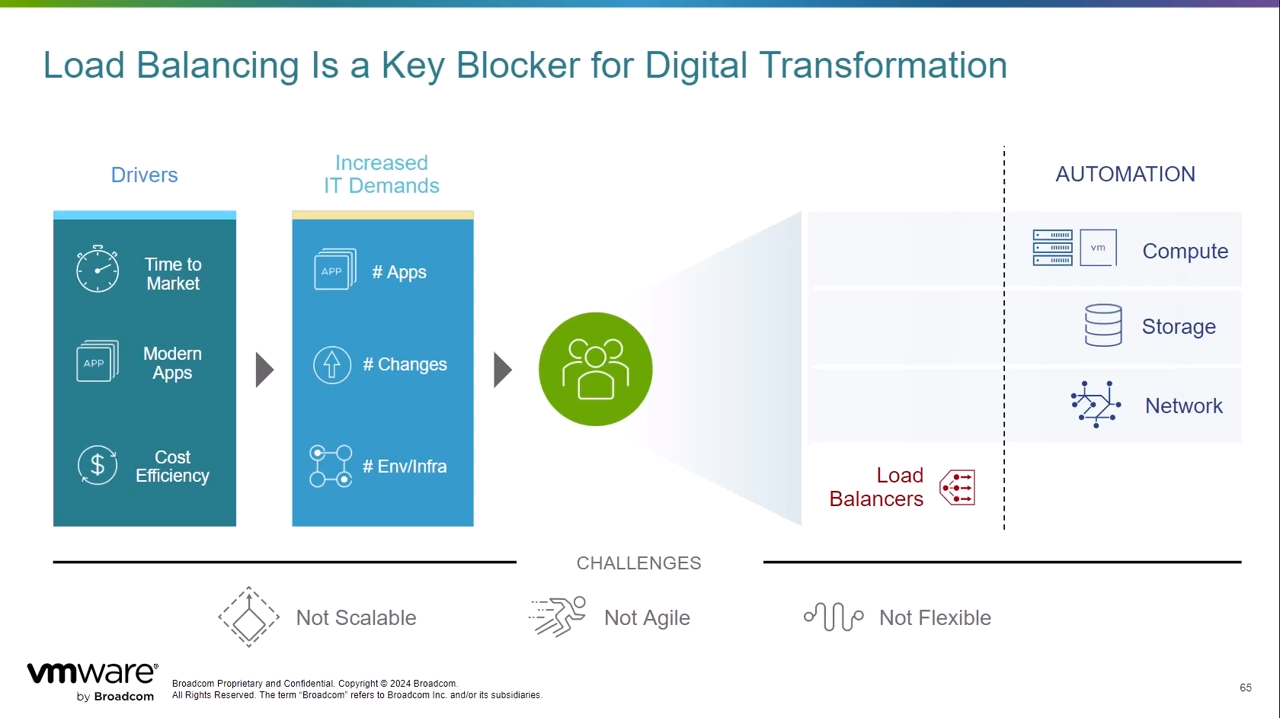 Load Balancing Is a Key Blocker for Digital Transformation
Drivers
Time to
Market
APP
Modern
Apps
$
Cost
Efficiency
Increased
IT Demands
APP
# Apps
# Changes
# Env/Infra
AUTOMATION
vm
Compute
Storage
Network
Load
Balancers
CHALLENGES
Not Scalable
Not Agile
Not Flexible
vmware®
by Broadcom
Broadcom Proprietary and Confidential. Copyright © 2024 Broadcom.
All Rights Reserved. The term “Broadcom” refers to Broadcom Inc. and/or its subsidiaries.
65